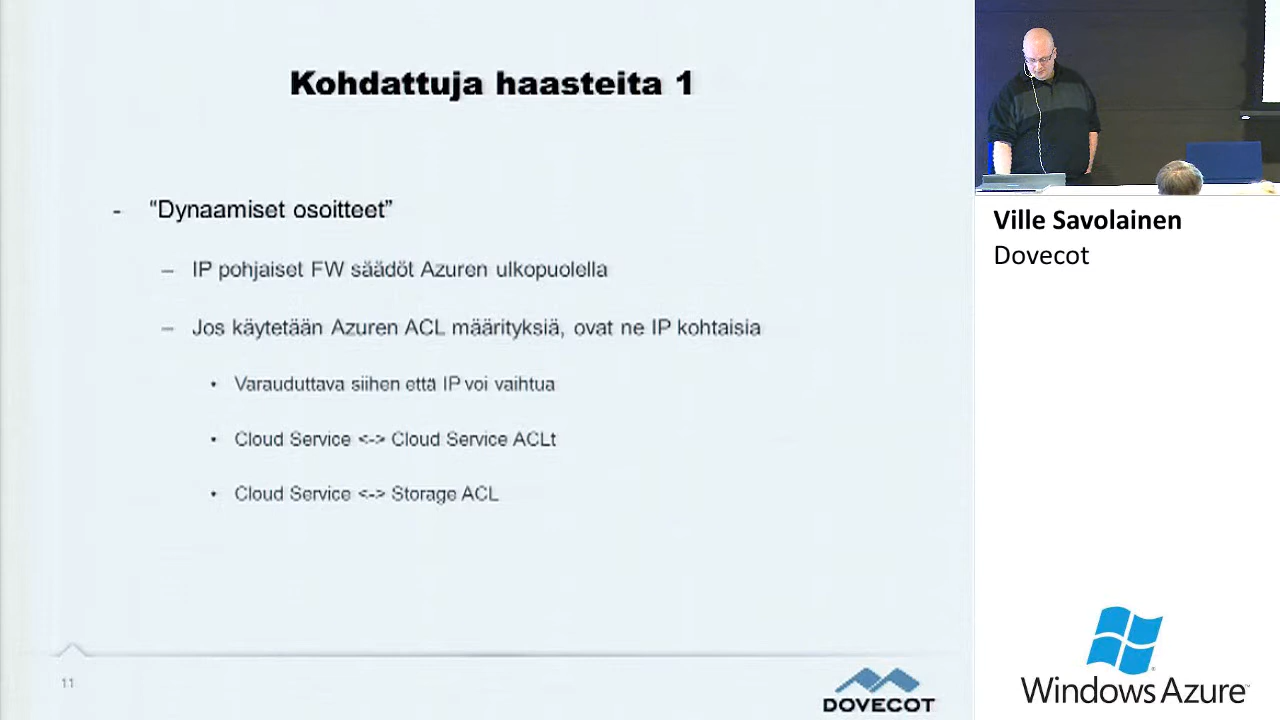 Kohdattuja haasteita 1
- “Dynaamiset osoitteet”
– IP pohjaiset FW säädöt Azuren ulkopuolella
– Jos käytetään Azuren ACL määrityksiä, ovat ne IP kohtaisia
• Varauduttava siihen että IP voi vaihtua
• Cloud Service <-> Cloud Service ACLt
• Cloud Service <-> Storage ACL
11
DOVECOT
Ville Savolainen
Dovecot
Windows Azure